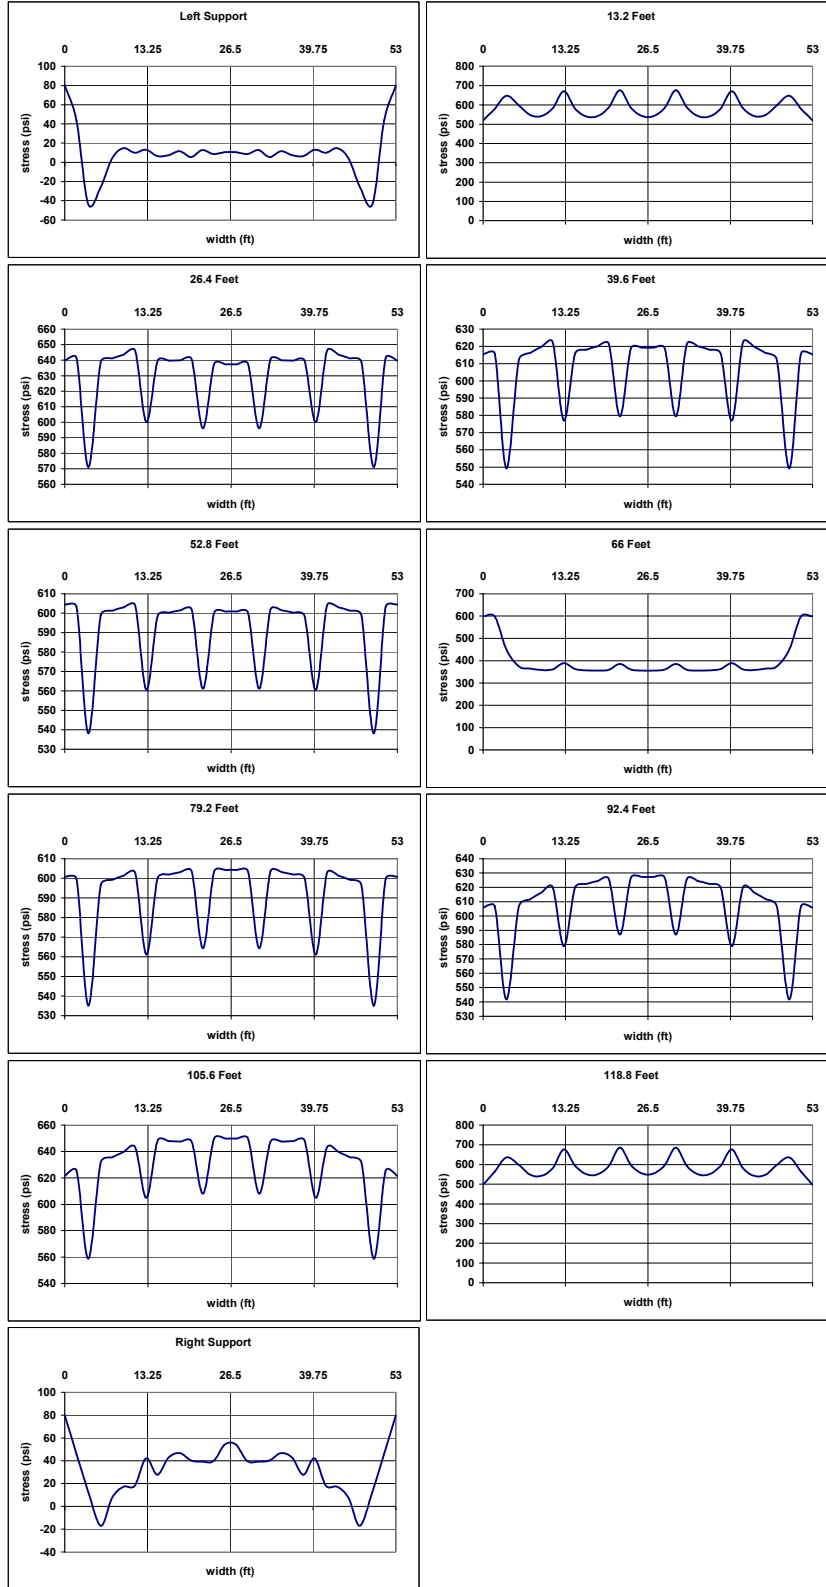 Left Support
0 13.25 26.5 39.75 53
100
80
60
40
20
0
-20
-40
-60
stress (psi)
width (ft)
13.2 Feet
0 13.25 26.5 39.75 53
800
700
600
500
400
300
200
100
0
stress (psi)
width (ft)
26.4 Feet
0 13.25 26.5 39.75 53
660
650
640
630
620
610
600
590
580
570
560
stress (psi)
width (ft)
39.6 Feet
0 13.25 26.5 39.75 53
630
620
610
600
590
580
570
560
550
540
stress (psi)
width (ft)
52.8 Feet
0 13.25 26.5 39.75 53
610
600
590
580
570
560
550
540
530
stress (psi)
width (ft)
66 Feet
0 13.25 26.5 39.75 53
700
600
500
400
300
200
100
0
stress (psi)
width (ft)
79.2 Feet
0 13.25 26.5 39.75 53
610
600
590
580
570
560
550
540
530
stress (psi)
width (ft)
92.4 Feet
0 13.25 26.5 39.75 53
640
630
620
610
600
590
580
570
560
550
540
530
stress (psi)
width (ft)
105.6 Feet
0 13.25 26.5 39.75 53
660
640
620
600
580
560
540
stress (psi)
width (ft)
118.8 Feet
0 13.25 26.5 39.75 53
800
700
600
500
400
300
200
100
0
stress (psi)
width (ft)
Right Support
0 13.25 26.5 39.75 53
100
80
60
40
20
0
-20
-40
stress (psi)
width (ft)